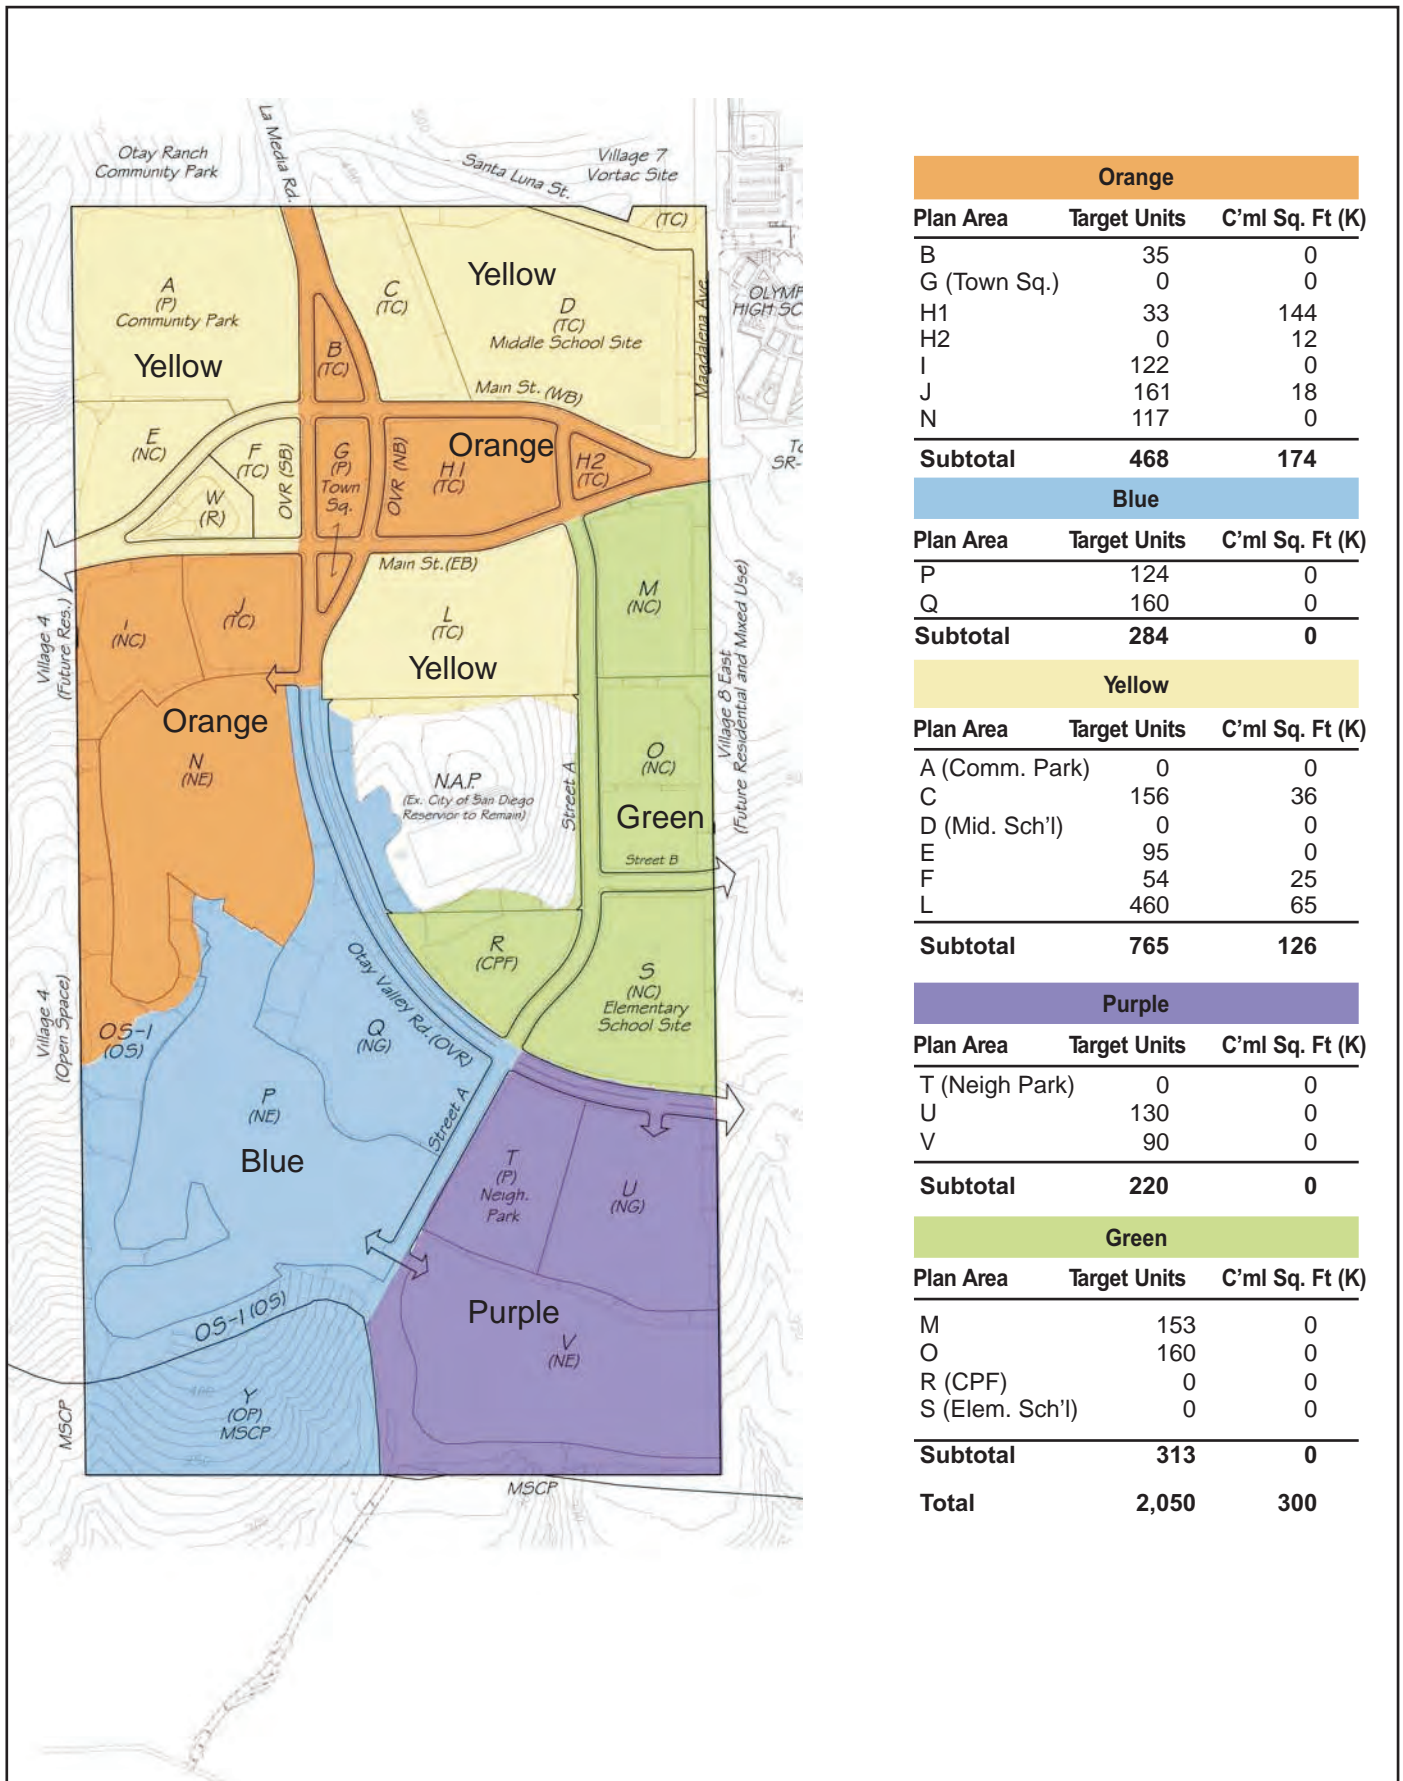 Otay Ranch
Community Park
La Media Rd.
Santa Luna St.
Village 7
Vortac Site
(TC)
A
(P)
Community Park
Yellow
C
(TC)
Yellow
D
(TC)
Middle School Site
Magdalena Ave.
OLYMP
HIGH SC
B
(TC)
Main St. (WB)
E
(NC)
F
(TC)
W
(R)
OVR (SB)
G
(P)
Town
Sq.
OVR (NB)
Orange
H1
(TC)
H2
(TC)
To
SR-
Main St.(EB)
Village 4
(Future Res.)
I
(NC)
J
(TC)
L
(TC)
Yellow
M
(NC)
Village 8 East
(Future Residential and Mixed Use)
Orange
N
(NE)
N.A.P.
(Ex. City of San Diego
Reservior to Remain)
Street A
O
(NC)
Green
Street B
R
(CPF)
S
(NC)
Elementary
School Site
Village 4
(Open Space)
OS-1
(OS)
Otay Valley Rd. (OVR)
Q
(NG)
P
(NE)
Blue
Street A
T
(P)
Neigh.
Park
U
(NG)
Purple
V
(NE)
OS-1 (OS)
Y
(OP)
MSCP
MSCP
MSCP
Orange
Plan Area Target Units C'ml Sq. Ft (K)
B 35 0
G (Town Sq.) 0 0
H1 33 144
H2 0 12
I 122 0
J 161 18
N 117 0
Subtotal 468 174
Blue
Plan Area Target Units C'ml Sq. Ft (K)
P 124 0
Q 160 0
Subtotal 284 0
Yellow
Plan Area Target Units C'ml Sq. Ft (K)
A (Comm. Park) 0 0
C 156 36
D (Mid. Sch'l) 0 0
E 95 0
F 54 25
L 460 65
Subtotal 765 126
Purple
Plan Area Target Units C'ml Sq. Ft (K)
T (Neigh Park) 0 0
U 130 0
V 90 0
Subtotal 220 0
Green
Plan Area Target Units C'ml Sq. Ft (K)
M 153 0
O 160 0
R (CPF) 0 0
S (Elem. Sch'l) 0 0
Subtotal 313 0
Total 2,050 300